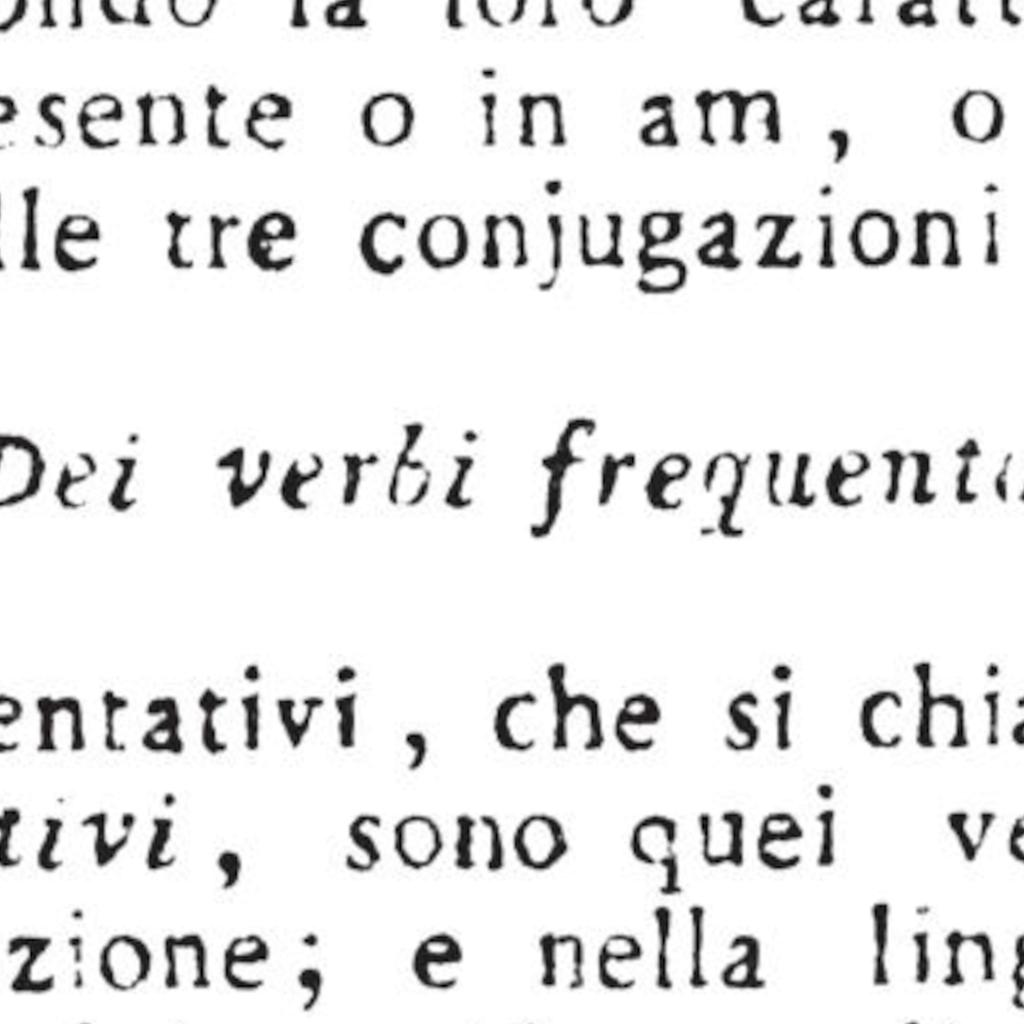 ondo la loro caratt
esente o in am, o
lle tre conjugazioni
Dei verbi frequenta
entativi, che si chia
tivi, sono quei ve
zione; e nella ling